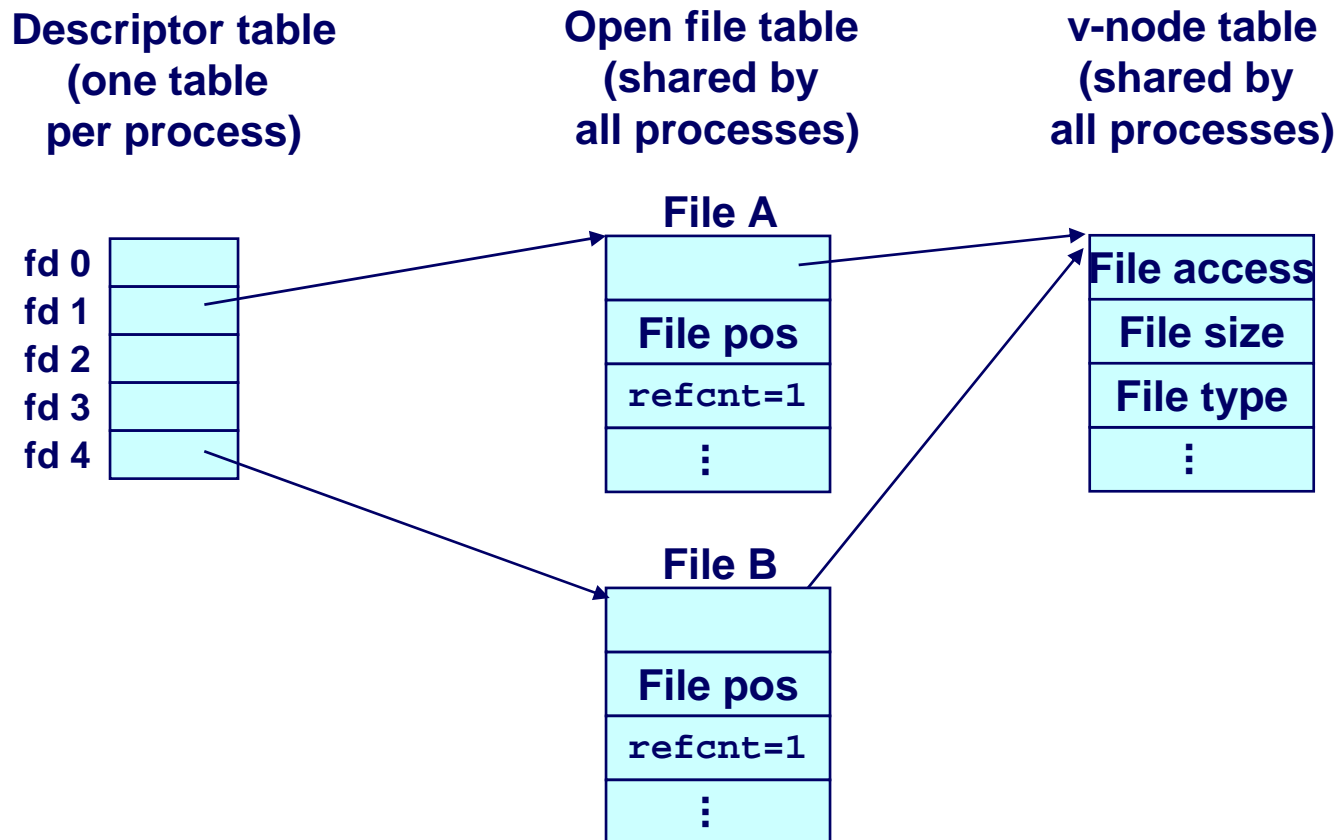 Descriptor table
(one table
per process)
Open file table
(shared by
all processes)
v-node table
(shared by
all processes)
fd 0
fd 1
fd 2
fd 3
fd 4
File A
File pos
refcnt=1
...
File B
File pos
refcnt=1
...
File access
File size
File type
...